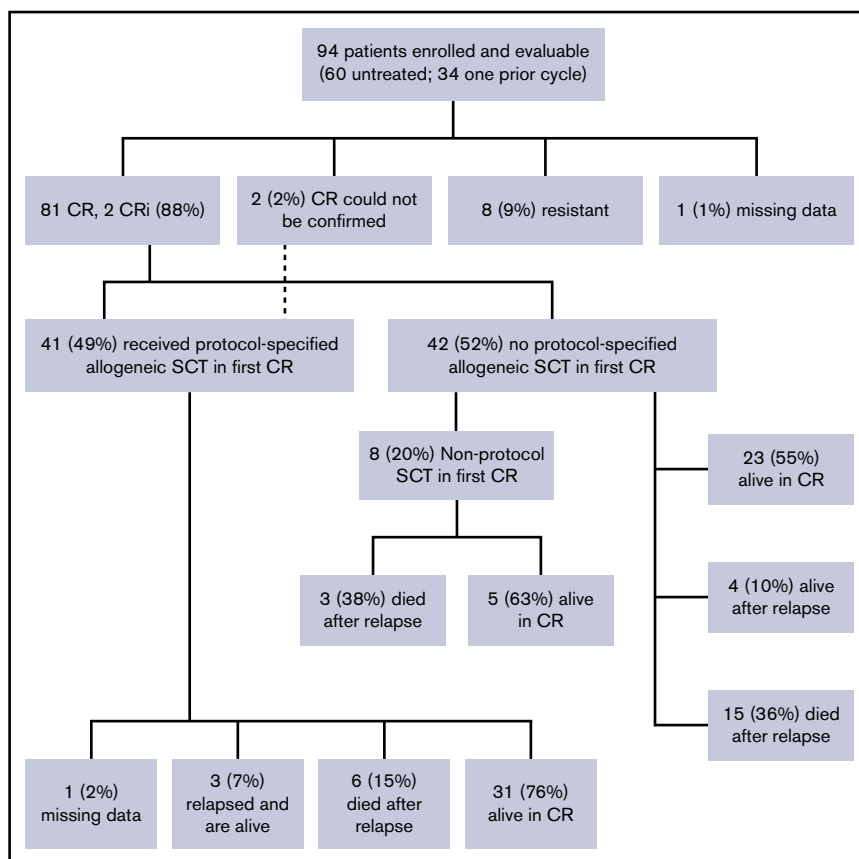 94 patients enrolled and evaluable
(60 untreated; 34 one prior cycle)
81 CR, 2 CRi (88%)
2 (2%) CR could not
be confirmed
8 (9%) resistant
1 (1%) missing data
41 (49%) received protocol-specified
allogeneic SCT in first CR
42 (52%) no protocol-specified
allogeneic SCT in first CR
8 (20%) Non-protocol
SCT in first CR
23 (55%)
alive in CR
3 (38%) died
after relapse
5 (63%) alive
in CR
4 (10%) alive
after relapse
15 (36%) died
after relapse
1 (2%)
missing data
3 (7%)
relapsed and
are alive
6 (15%)
died after
relapse
31 (76%)
alive in CR